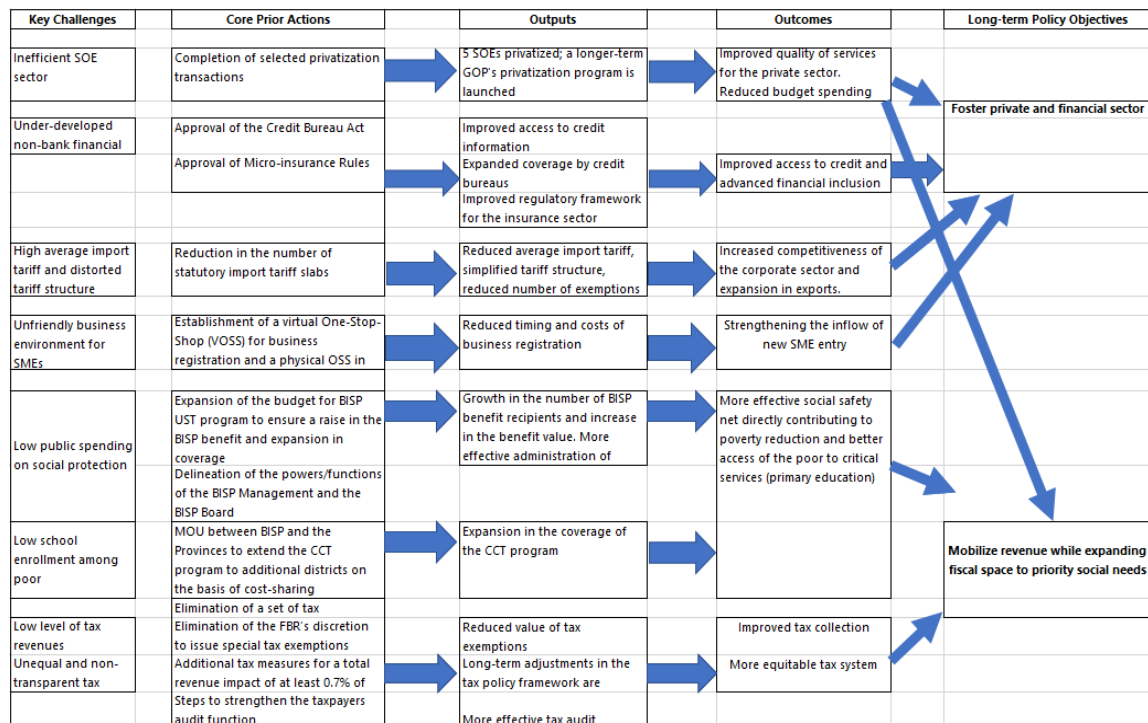 Key Challenges
Core Prior Actions
Outputs
Outcomes
Long-term Policy Objectives
Inefficient SOE
sector
Completion of selected privatization
transactions
5 SOEs privatized; a longer-term
GOP's privatization program is
launched
Improved quality of services
for the private sector.
Reduced budget spending
Foster private and financial sector
Under-developed
non-bank financial
Approval of the Credit Bureau Act
Approval of Micro-insurance Rules
Improved access to credit
information
Expanded coverage by credit
bureaus
Improved regulatory framework
for the insurance sector
Improved access to credit and
advanced financial inclusion
High average import
tariff and distorted
tariff structure
Reduction in the number of
statutory import tariff slabs
Reduced average import tariff,
simplified tariff structure,
reduced number of exemptions
Increased competitiveness of
the corporate sector and
expansion in exports.
Unfriendly business
environment for
SMEs
Establishment of a virtual One-Stop-
Shop (VOSS) for business
registration and a physical OSS in
Reduced timing and costs of
business registration
Strengthening the inflow of
new SME entry
Low public spending
on social protection
Expansion of the budget for BISP
UST program to ensure a raise in the
BISP benefit and expansion in
coverage
Delineation of the powers/functions
of the BISP Management and the
BISP Board
Growth in the number of BISP
benefit recipients and increase
in the benefit value. More
effective administration of
More effective social safety
net directly contributing to
poverty reduction and better
access of the poor to critical
services (primary education)
Low school
enrollment among
poor
MOU between BISP and the
Provinces to extend the CCT
program to additional districts on
the basis of cost-sharing
Expansion in the coverage
of the CCT program
Mobilize revenue while expanding
fiscal space to priority social needs
Low level of tax
revenues
Unequal and non-
transparent tax
Elimination of a set of tax
Elimination of the FBR's discretion
to issue special tax exemptions
Additional tax measures for a total
revenue impact of at least 0.7% of
Steps to strengthen the taxpayers
audit function
Reduced value of tax
exemptions
Long-term adjustments in the
tax policy framework are
More effective tax audit
Improved tax collection
More equitable tax system